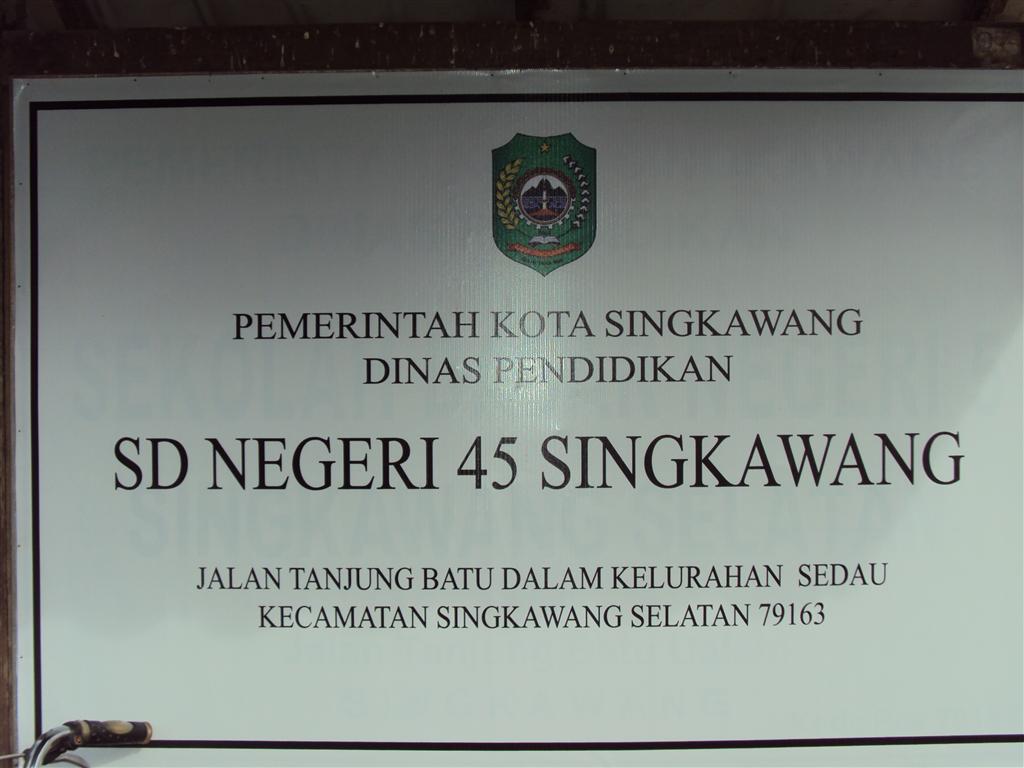 PEMERINTAH KOTA SINGKAWANG
DINAS PENDIDIKAN
SD NEGERI 45 SINGKAWANG
JALAN TANJUNG BATU DALAM KELURAHAN SEDAU
KECAMATAN SINGKAWANG SELATAN 79163